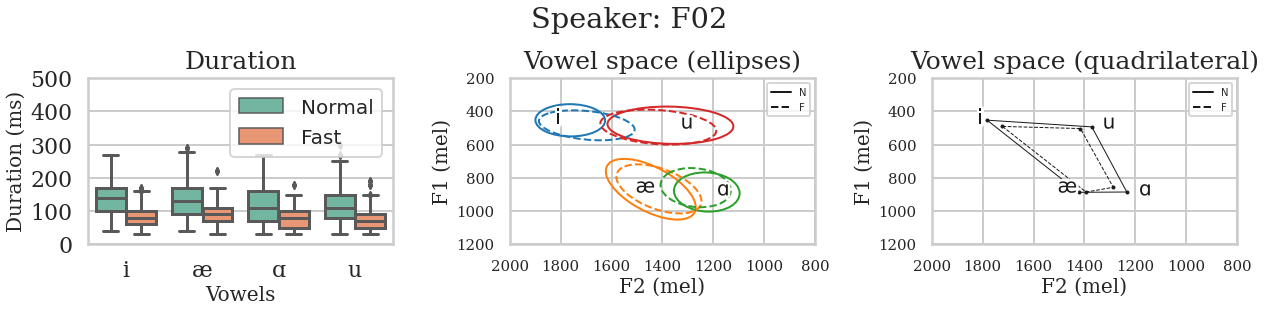 Speaker: F02
Duration
Duration (ms)
500
400
300
200
100
0
Normal
Fast
i
æ
ɑ
u
Vowels
Vowel space (ellipses)
F1 (mel)
200
400
600
800
1000
1200
N
F
i
u
æ
ɑ
2000
1800
1600
1400
1200
1000
800
F2 (mel)
Vowel space (quadrilateral)
F1 (mel)
200
400
600
800
1000
1200
N
F
i
u
æ
ɑ
2000
1800
1600
1400
1200
1000
800
F2 (mel)